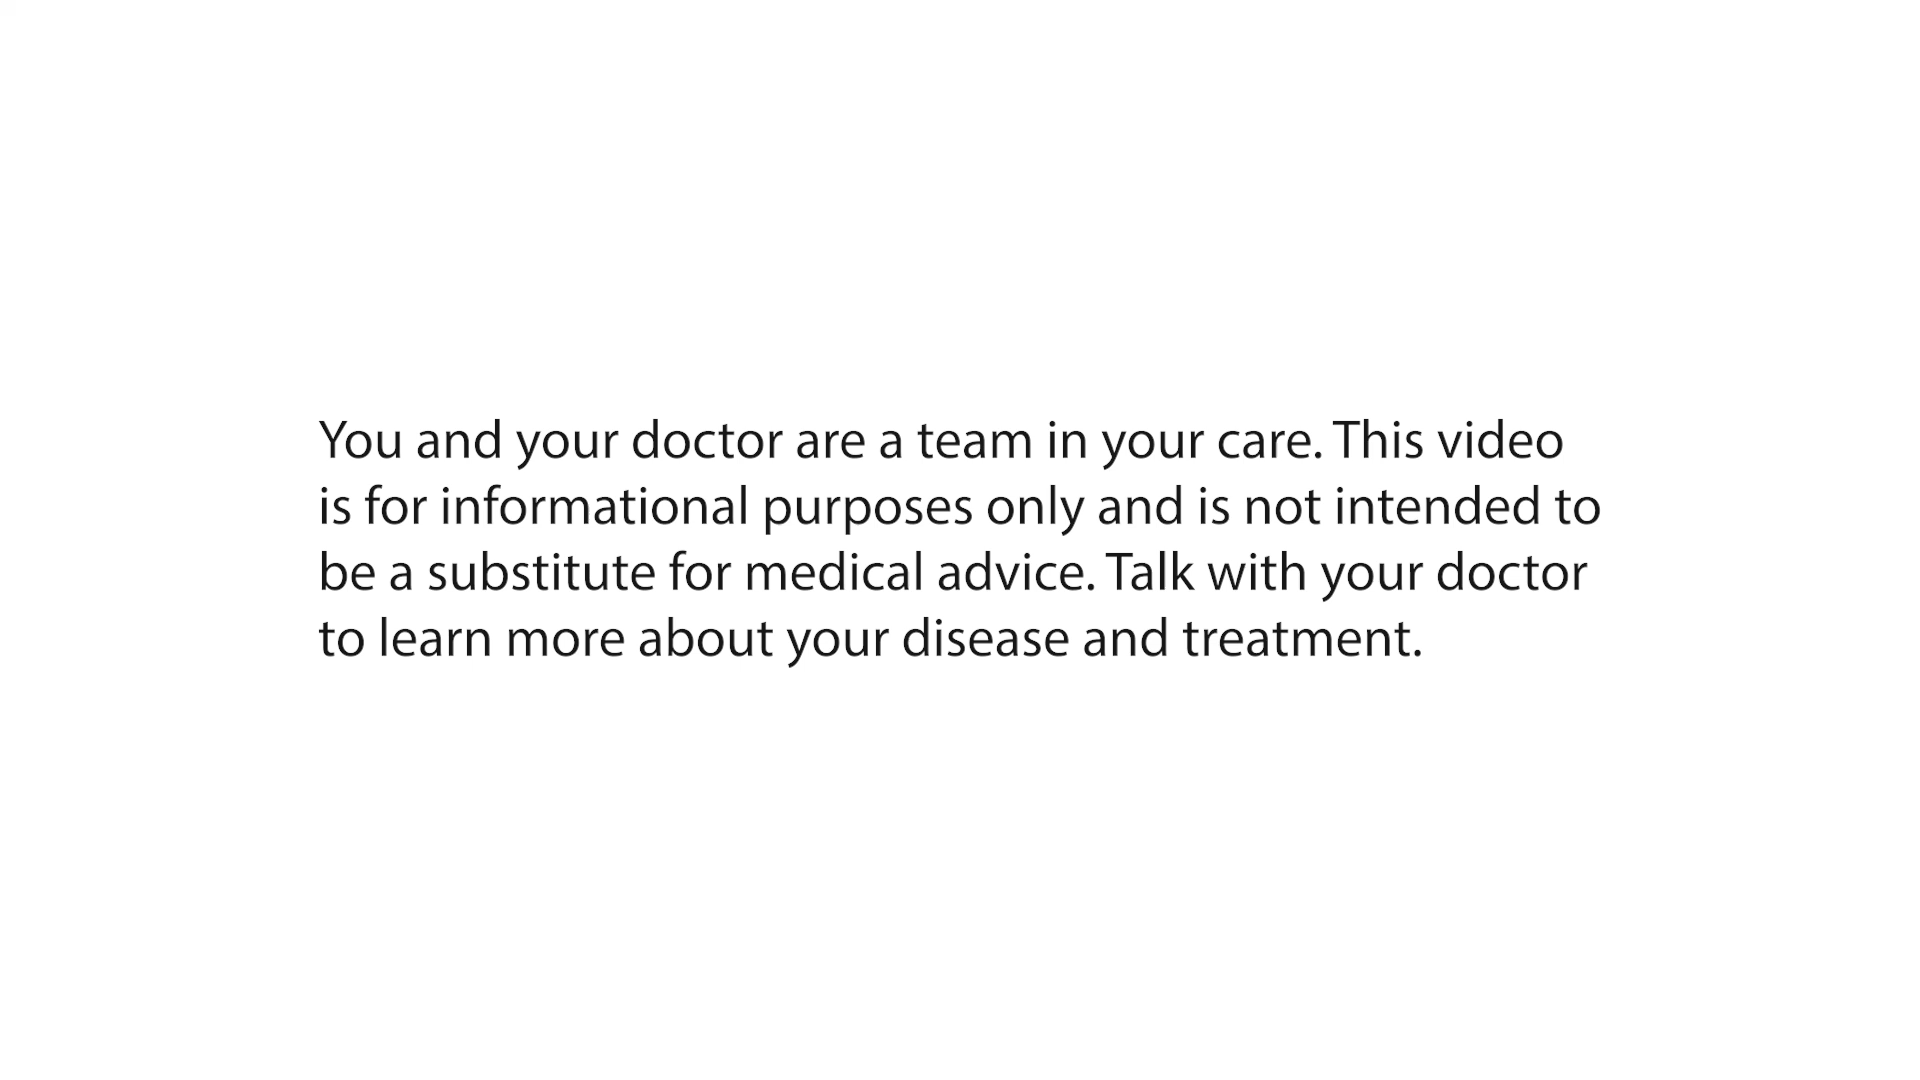 You and your doctor are a team in your care. This video
is for informational purposes only and is not intended to
be a substitute for medical advice. Talk with your doctor
to learn more about your disease and treatment.